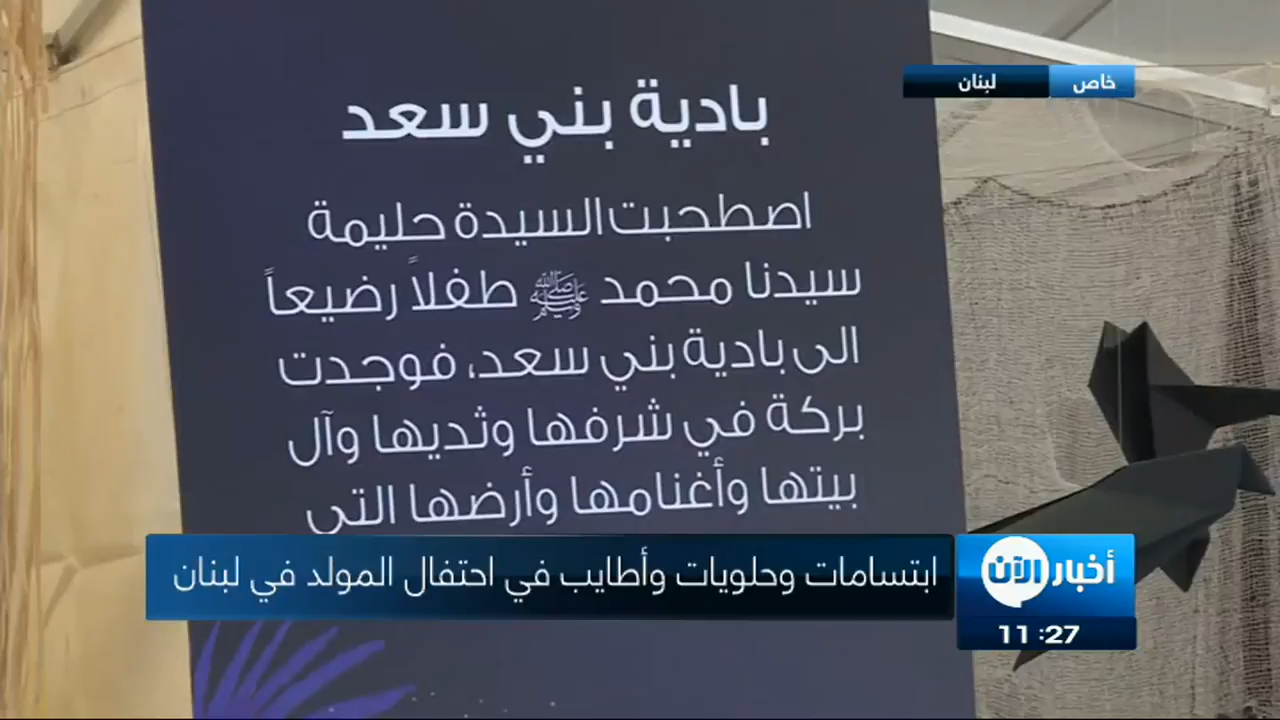 خاص
لبنان
بادية بني سعد
اصطحبت السيدة حليمة
سيدنا محمد ﷺ طفلاً رضيعاً
الى بادية بني سعد، فوجدت
بركة في شرفها وثديها وآل
بيتها وأغنامها وأرضها التي
ابتسامات وحلويات وأطايب في احتفال المولد في لبنان
أخبار الآن
11:27